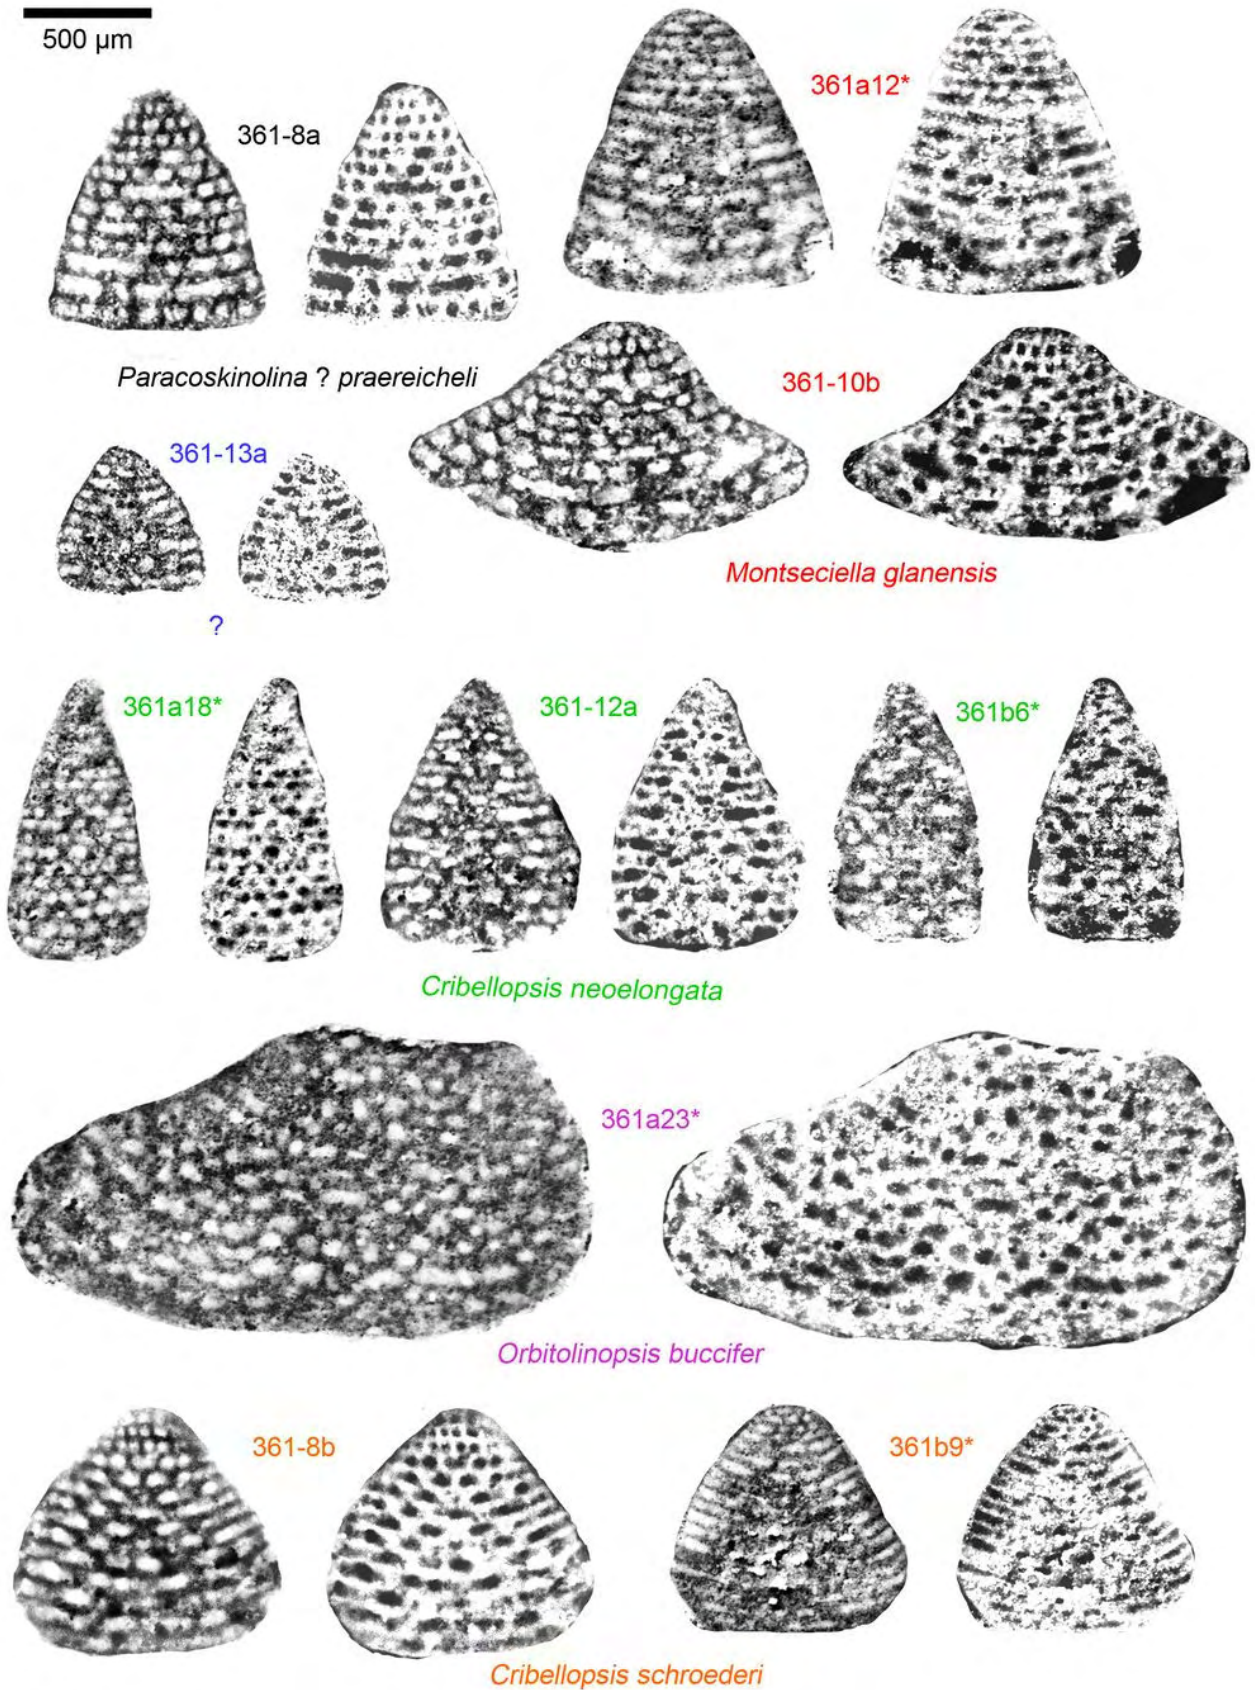 500 µm
361a12*
361-8a
Paracoskinolina ? praereicheli
361-10b
361-13a
Montseciella glanensis
?
361a18*
361-12a
361b6*
Cribellopsis neoelongata
361a23*
Orbitolinopsis buccifer
361-8b
361b9*
Cribellopsis schroederi